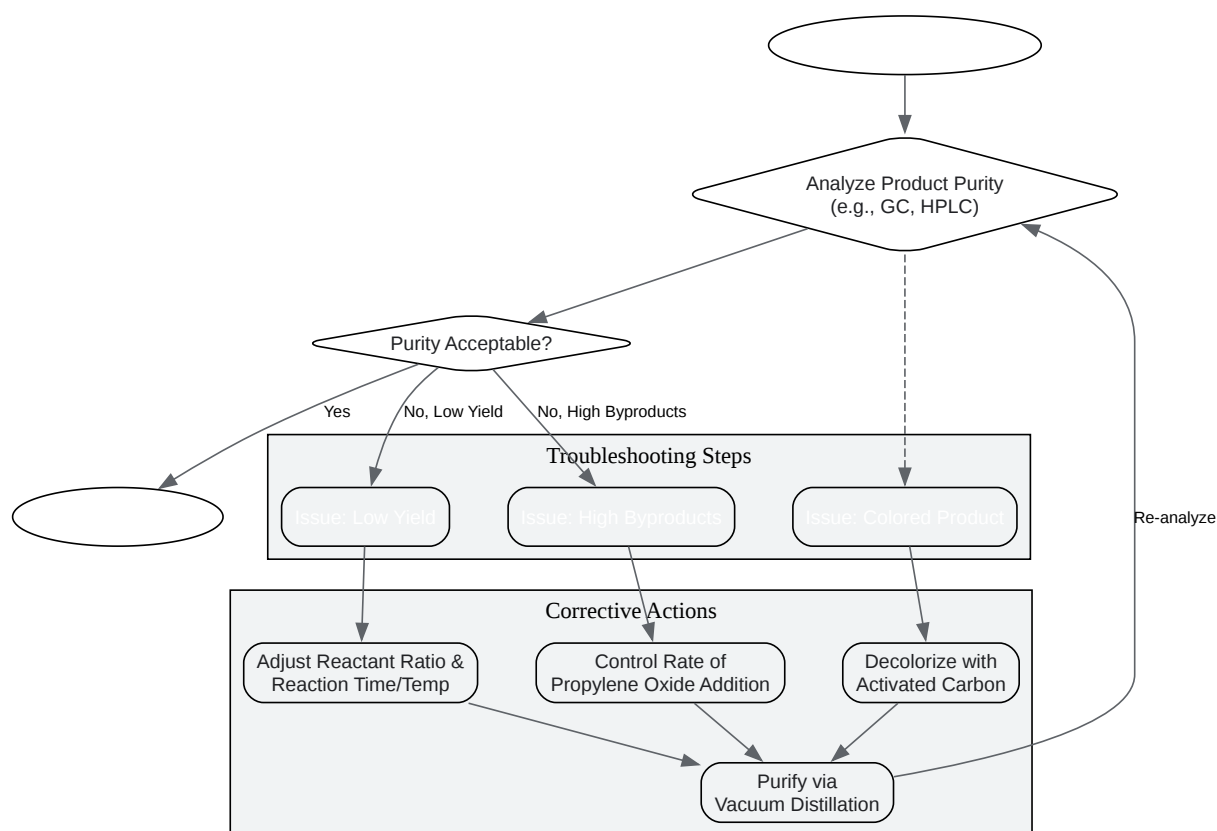 Analyze Product Purity
(e.g., GC, HPLC)
Purity Acceptable?
Yes
No, Low Yield
No, High Byproducts
Troubleshooting Steps
Issue: Low Yield
Issue: High Byproducts
Issue: Colored Product
Re-analyze
Corrective Actions
Adjust Reactant Ratio &
Reaction Time/Temp
Control Rate of
Propylene Oxide Addition
Decolorize with
Activated Carbon
Purify via
Vacuum Distillation